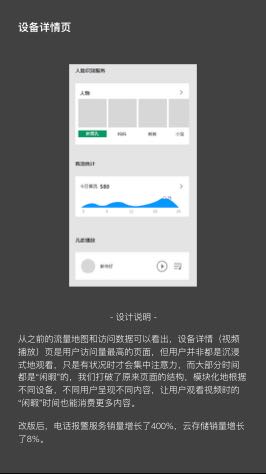 设备详情页
人脸识别服务
人物
妈妈
客流统计
今日客流 580
儿歌播放
- 设计说明 -
从之前的流量地图和访问数据可以看出，设备详情（视频
播放）页是用户访问量最高的页面，但用户并非都是沉浸
式地观看，只是有状况时才会集中注意力，而大部分时间
都是“闲暇”的，我们打破了原来页面的结构，模块化地根据
不同设备，不同用户呈现不同内容，让用户观看视频时的
“闲暇”时间也能消费更多内容。
改版后，电话报警服务销量增长了400%，云存储销量增长
了8%。